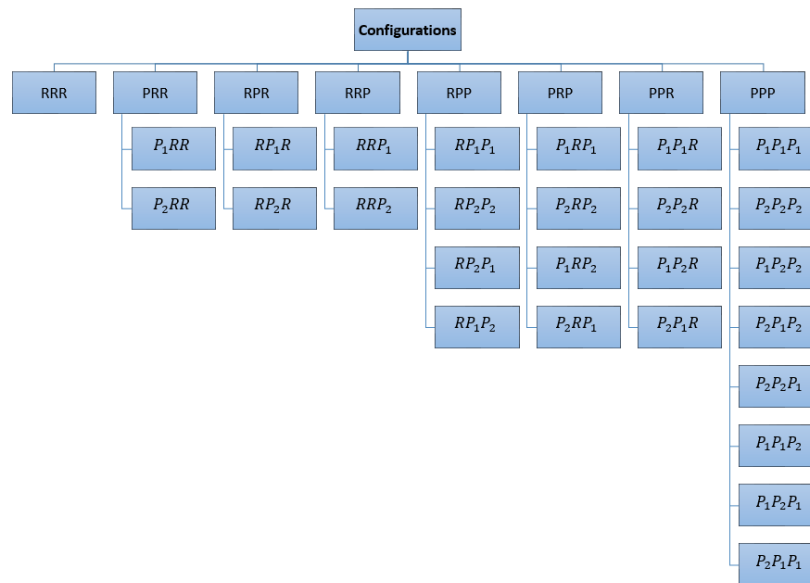 Configurations
RRR
PRR
RPR
RRP
RPP
PRP
PPR
PPP
P₁RR
RP₁R
RRP₁
RP₁P₁
P₁RP₁
P₁P₁R
P₁P₁P₁
P₂RR
RP₂R
RRP₂
RP₂P₂
P₂RP₂
P₂P₂R
P₂P₂P₂
RP₂P₁
P₁RP₂
P₁P₂R
P₁P₂P₂
RP₁P₂
P₂RP₁
P₂P₁R
P₂P₁P₂
P₂P₂P₁
P₁P₁P₂
P₁P₂P₁
P₂P₁P₁